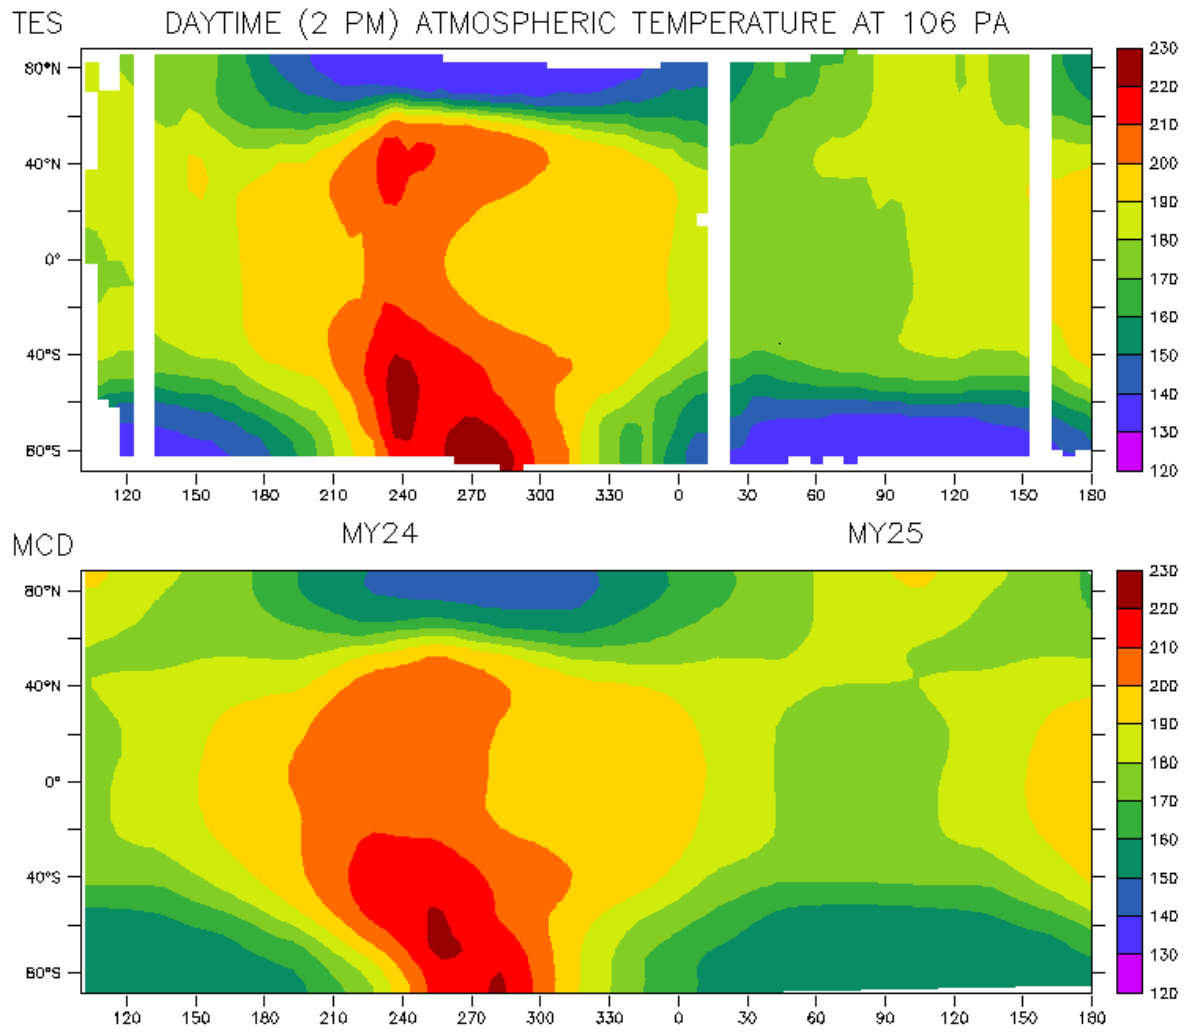 TES DAYTIME (2 PM) ATMOSPHERIC TEMPERATURE AT 106 PA
80°N
40°N
0°
40°S
80°S
120 150 180 210 240 270 300 330 0 30 60 90 120 150 180
230
220
210
200
190
180
170
160
150
140
130
120
MCD MY24 MY25
80°N
40°N
0°
40°S
80°S
120 150 180 210 240 270 300 330 0 30 60 90 120 150 180
230
220
210
200
190
180
170
160
150
140
130
120